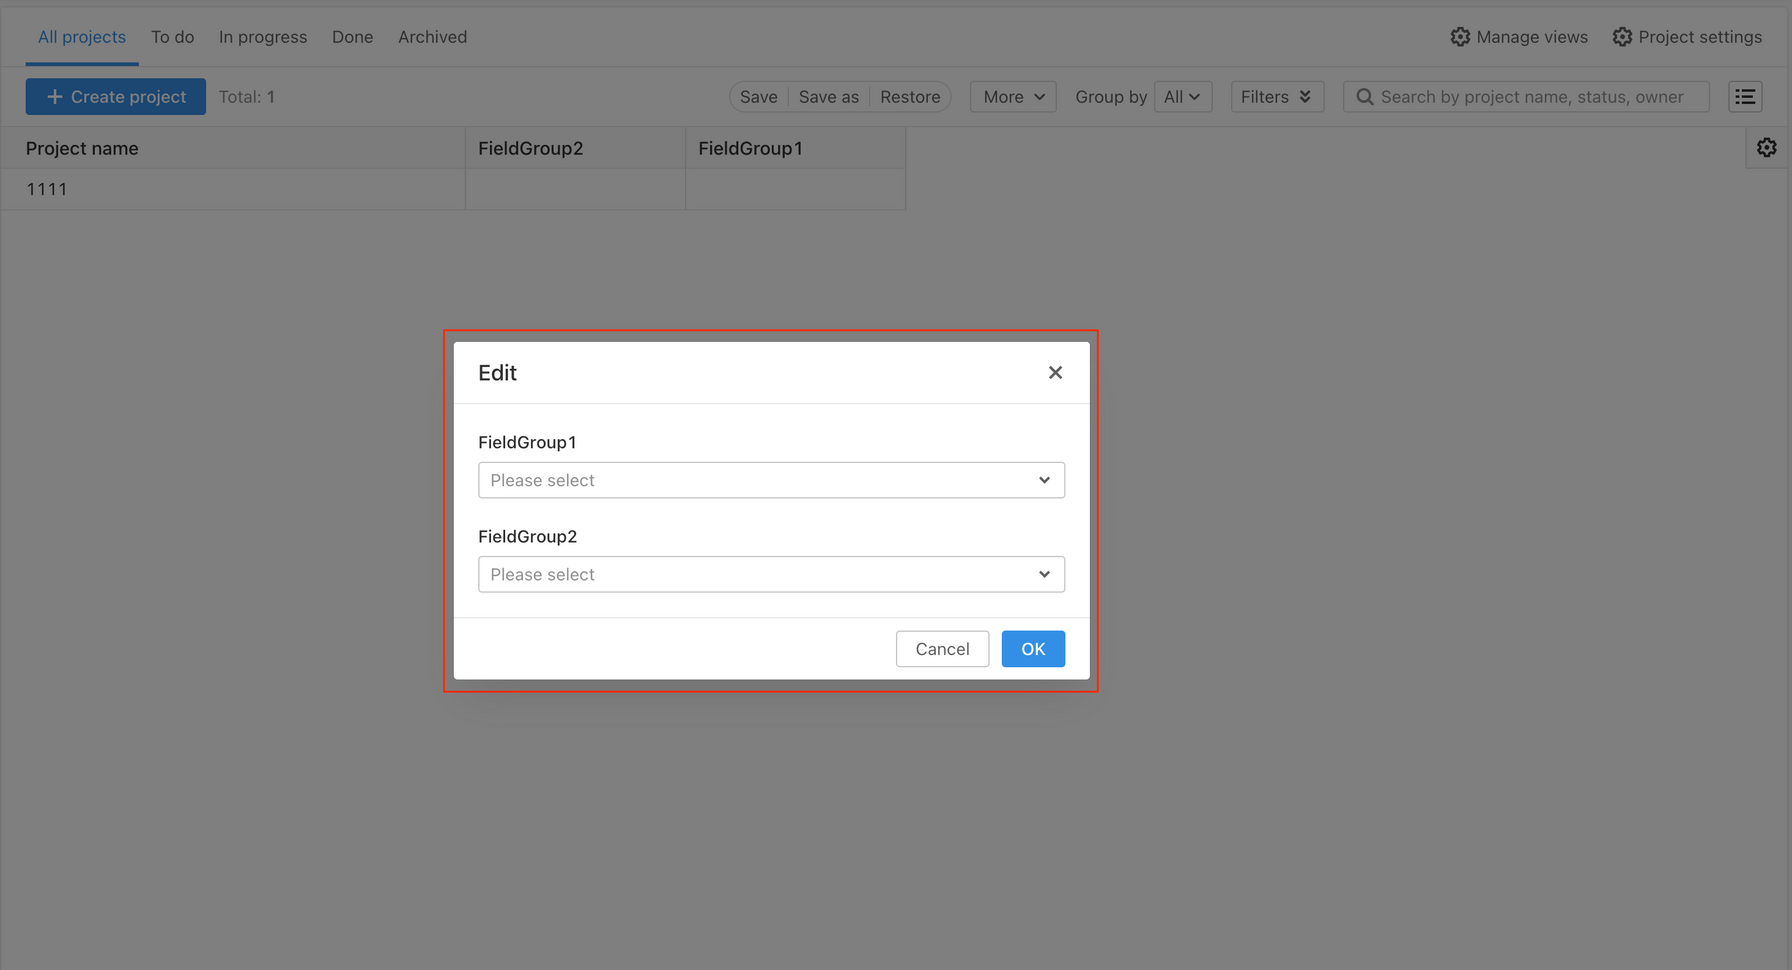 All projects To do In progress Done Archived Manage views Project settings
+ Create project Total: 1 Save Save as Restore More Group by All Filters Search by project name, status, owner
Project name FieldGroup2 FieldGroup1
1111
Edit
FieldGroup1
Please select
FieldGroup2
Please select
Cancel OK